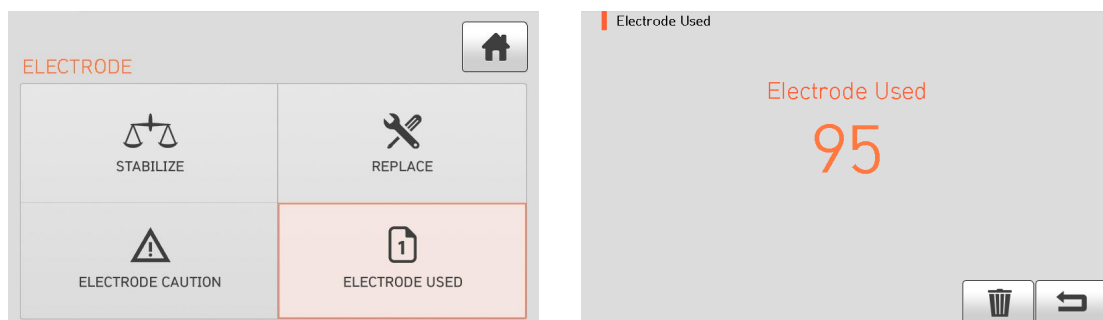 ELECTRODE
STABILIZE
REPLACE
ELECTRODE CAUTION
1
ELECTRODE USED
Electrode Used
Electrode Used
95